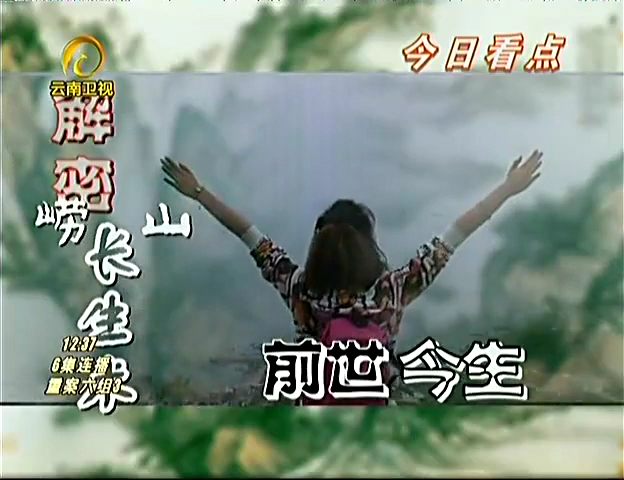 今日看点
云南卫视
解密
崂山
长生
前世今生
12:37
6集连播
重案六组3